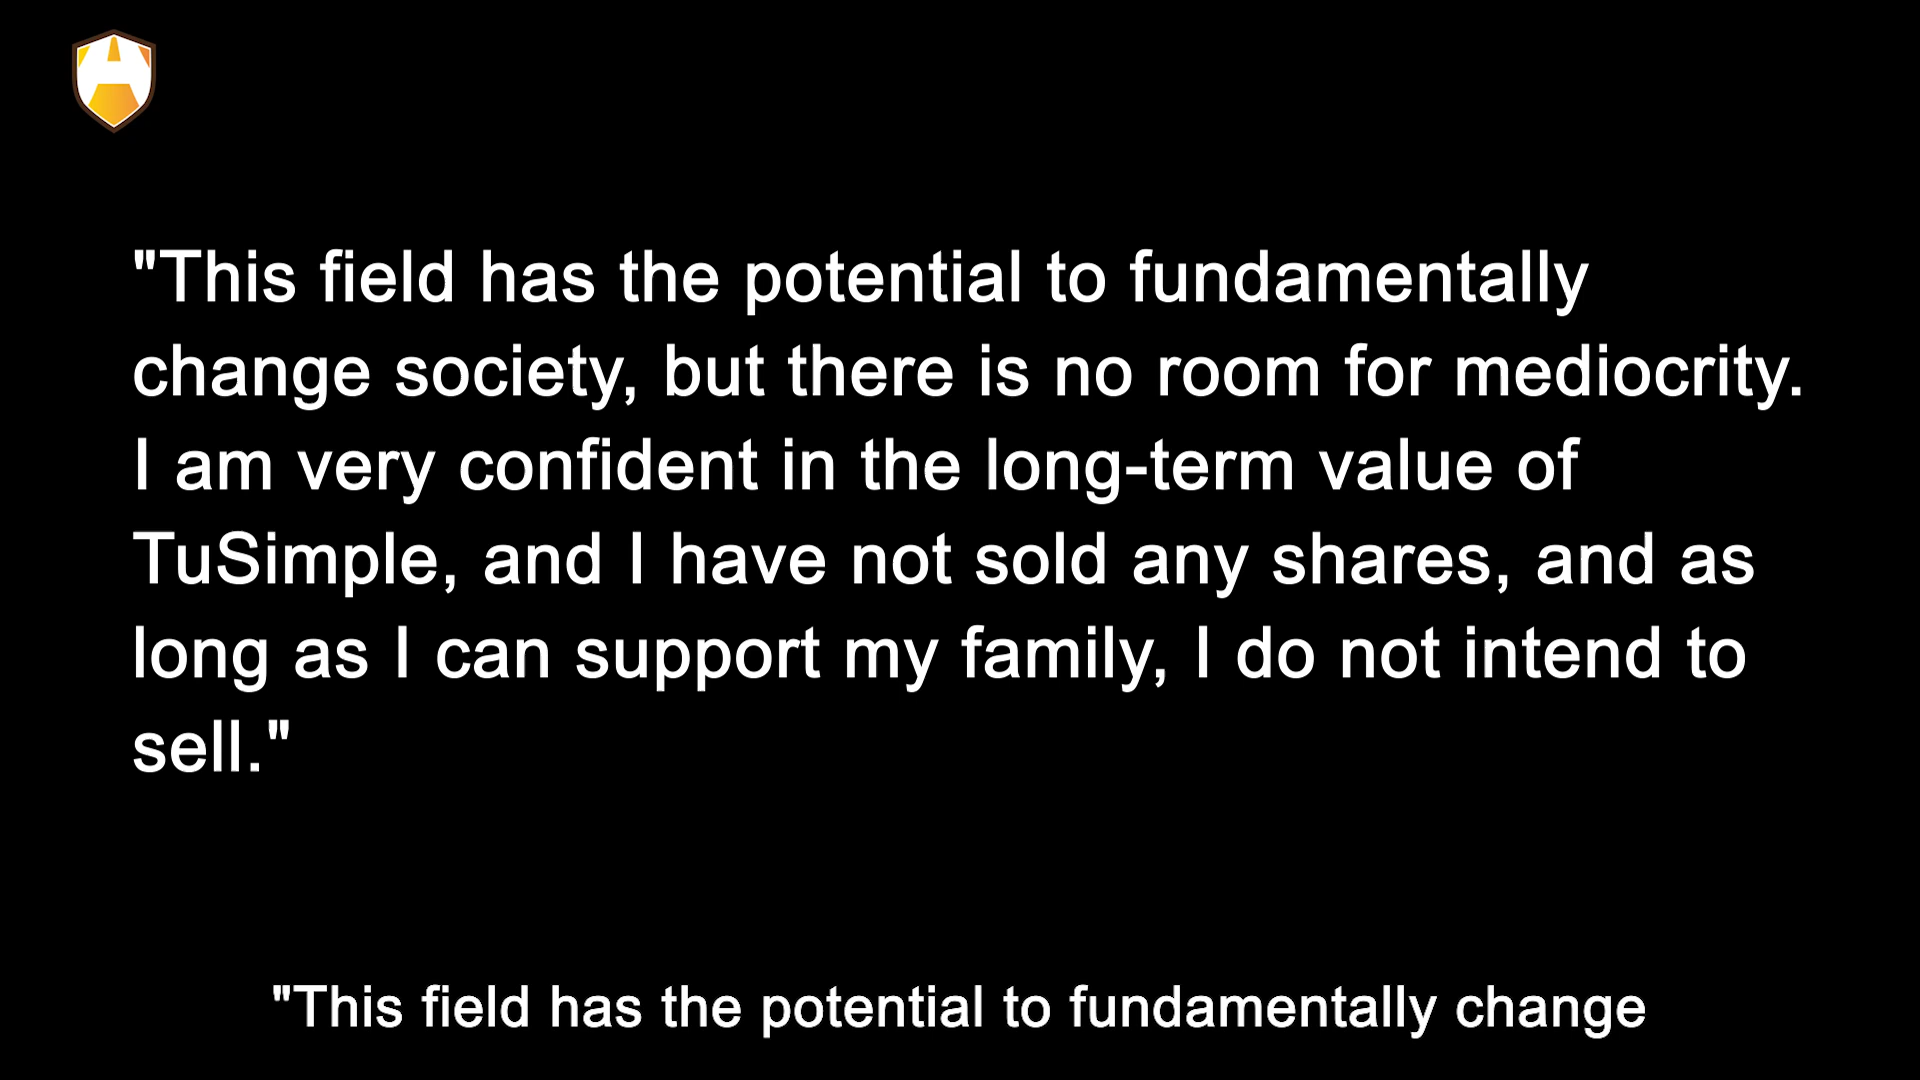 "This field has the potential to fundamentally
change society, but there is no room for mediocrity.
I am very confident in the long-term value of
TuSimple, and I have not sold any shares, and as
long as I can support my family, I do not intend to
sell."
"This field has the potential to fundamentally change